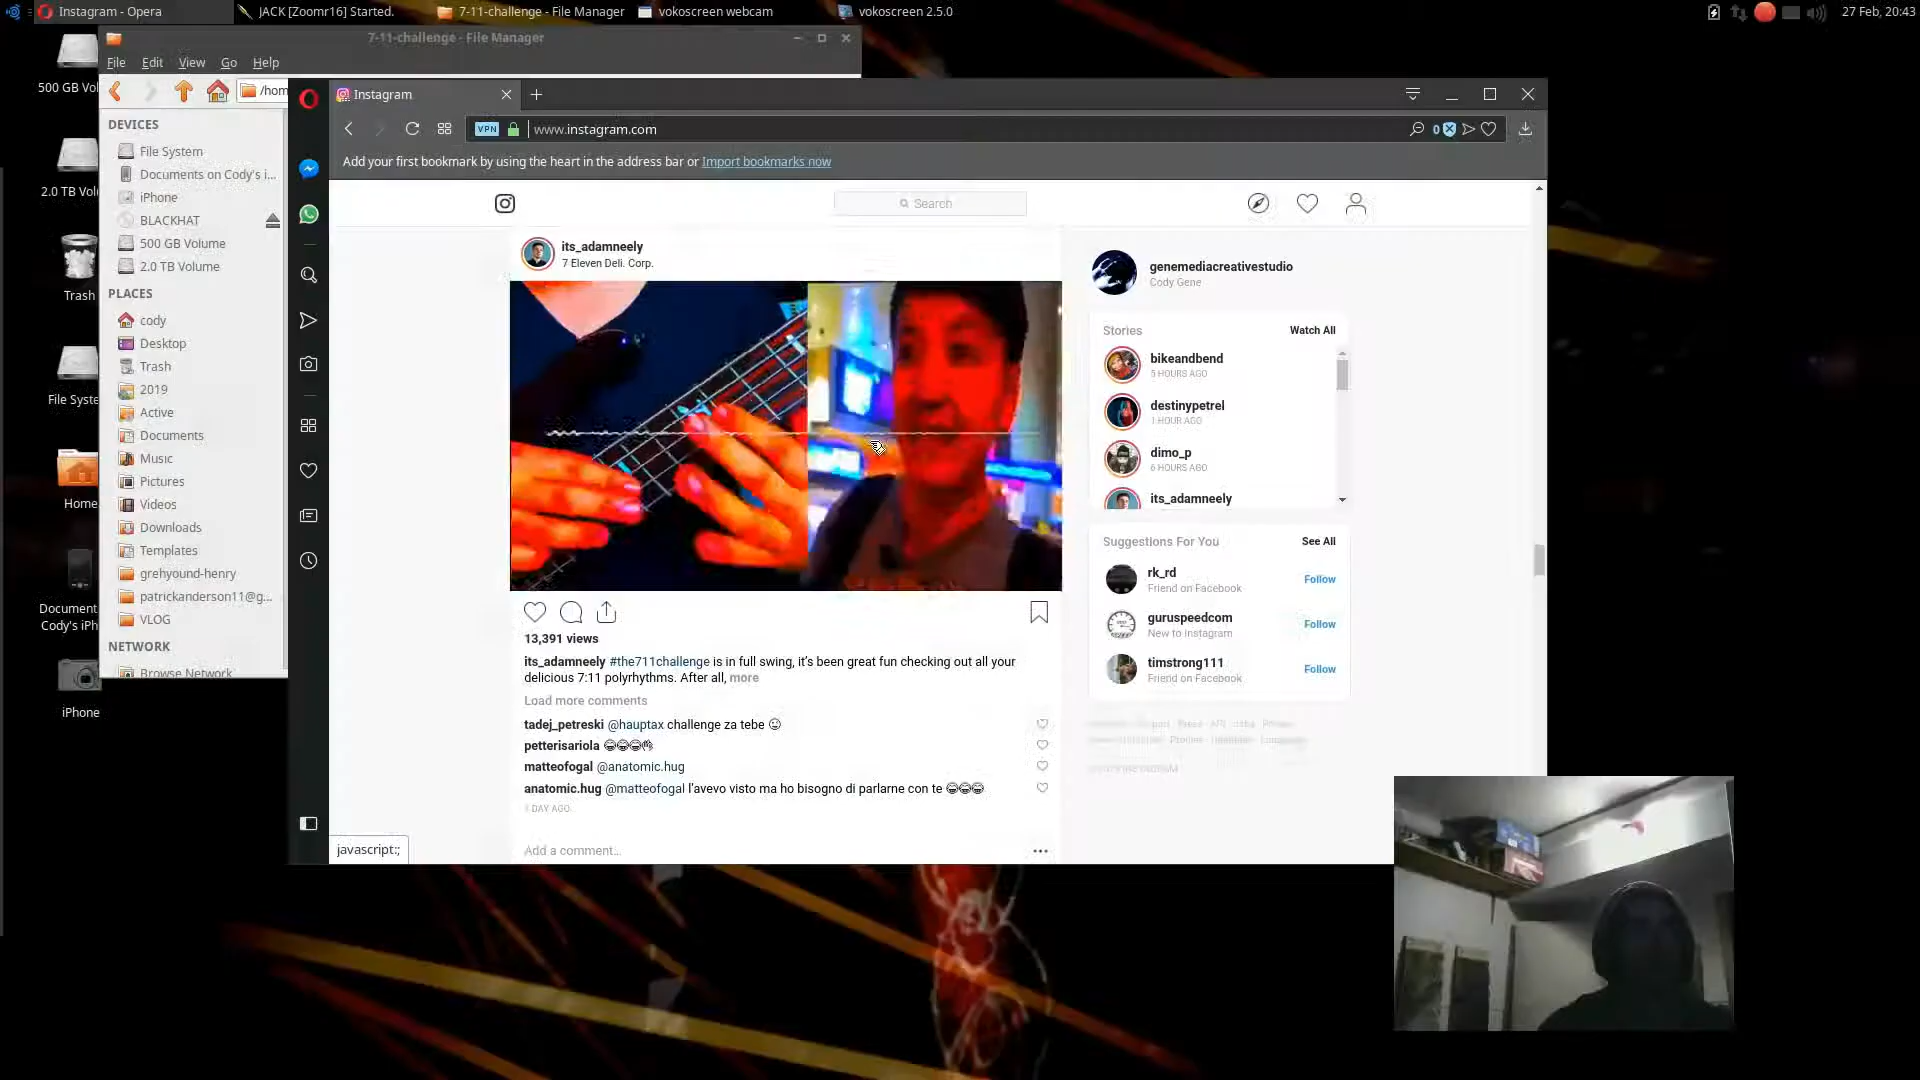 Instagram - Opera
JACK [Zoomr16] Started.
7-11-challenge - File Manager
vokoscreen webcam
vokoscreen 2.5.0
27 Feb, 20:43
7-11-challenge - File Manager
File Edit View Go Help
/hom
DEVICES
File System
Documents on Cody's i...
iPhone
BLACKHAT
500 GB Volume
2.0 TB Volume
PLACES
cody
Desktop
Trash
2019
Active
Documents
Music
Pictures
Videos
Downloads
Templates
grehyound-henry
patrickanderson11@g...
VLOG
NETWORK
Browse Network
500 GB Vol
2.0 TB Vol
Trash
File Syste
Home
Document
Cody's iPh
iPhone
Instagram
VPN
www.instagram.com
0
Add your first bookmark by using the heart in the address bar or Import bookmarks now
Search
its_adamneely
7 Eleven Deli. Corp.
13,391 views
its_adamneely #the711challenge is in full swing, it's been great fun checking out all your
delicious 7:11 polyrhythms. After all, more
Load more comments
tadej_petreski @hauptax challenge za tebe 🙂
petterisariola 😂😂😂👏
matteofogal @anatomic.hug
anatomic.hug @matteofogal l'avevo visto ma ho bisogno di parlarne con te 😂😂😂
1 DAY AGO
Add a comment...
javascript:;
genemediacreativestudio
Cody Gene
Stories
Watch All
bikeandbend
5 HOURS AGO
destinypetrel
1 HOUR AGO
dimo_p
6 HOURS AGO
its_adamneely
Suggestions For You
See All
rk_rd
Friend on Facebook
Follow
guruspeedcom
New to Instagram
Follow
timstrong111
Friend on Facebook
Follow